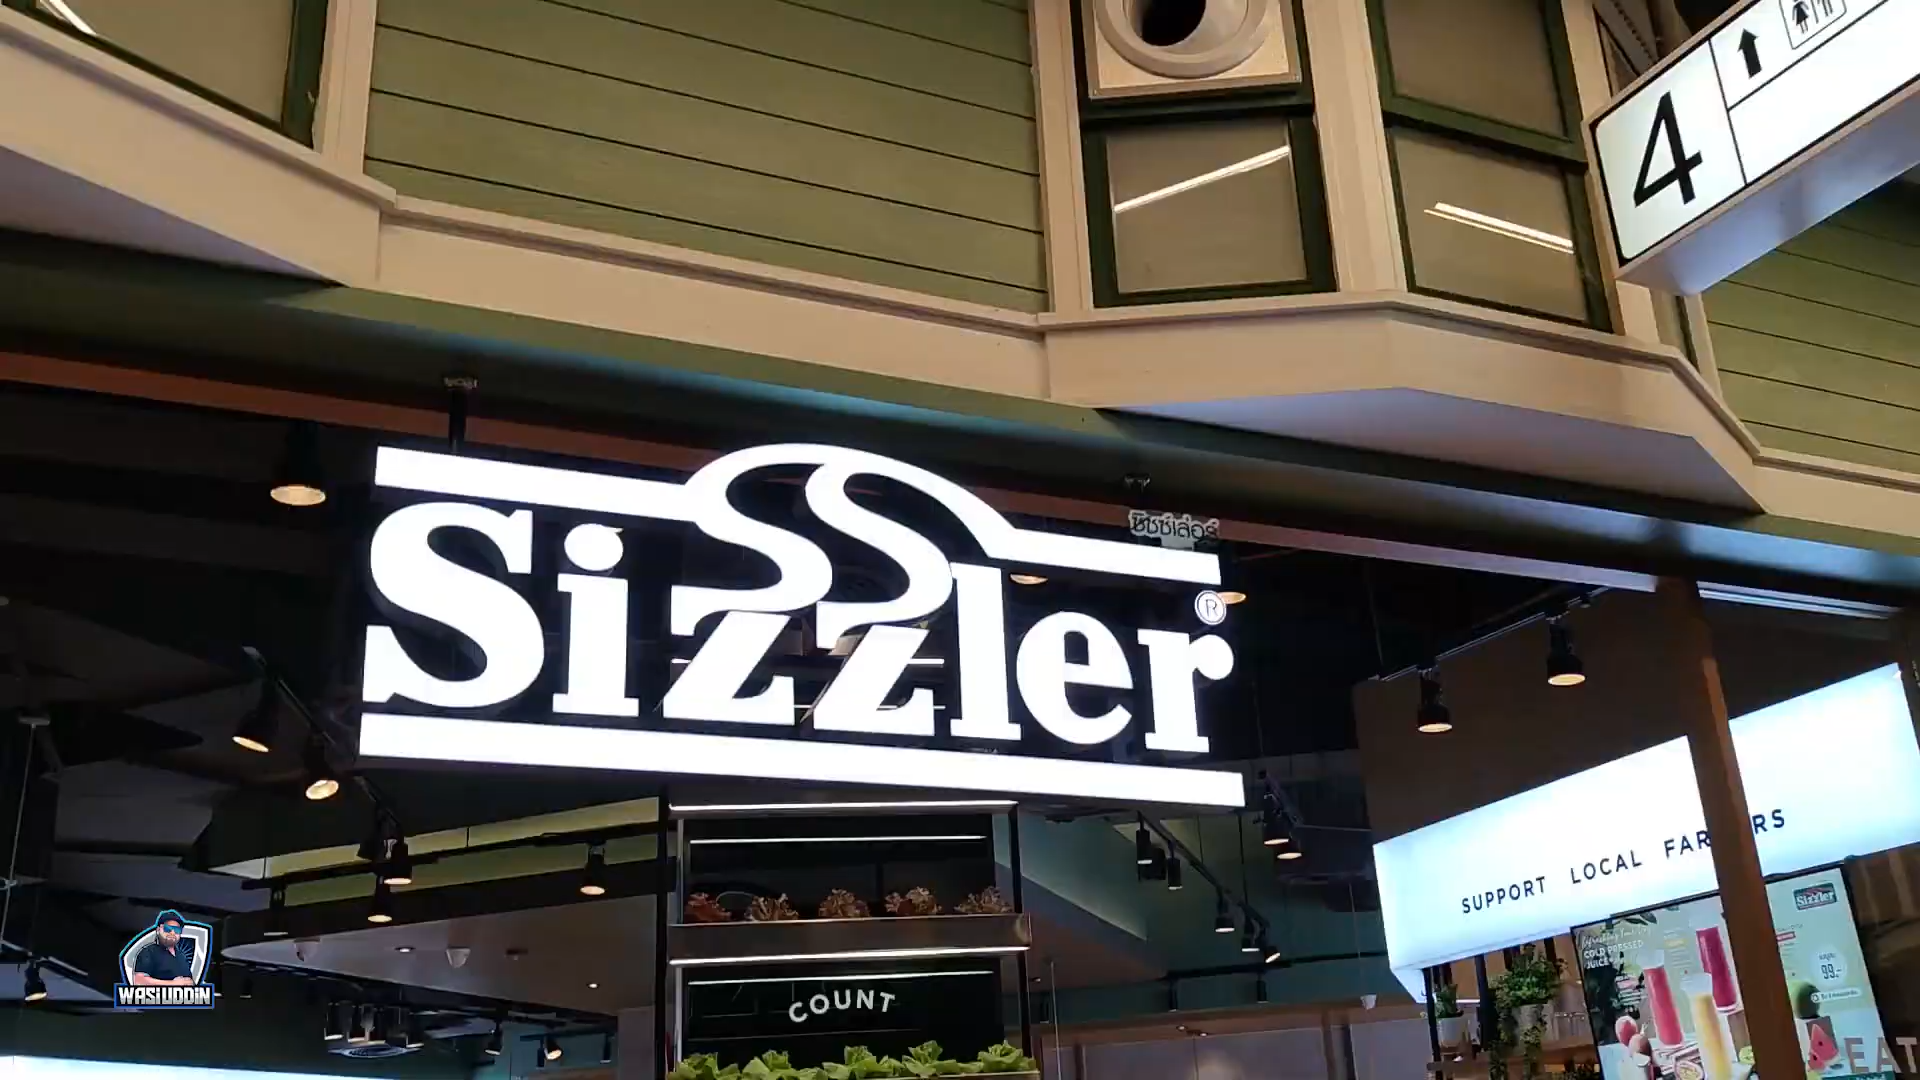 4
ซิซซ์เล่อร์
Sizzler®
SUPPORT LOCAL FAR RS
Sizzler
COLD PRESSED
JUICE
99.-
COUNT
WASIUDDIN
EAT